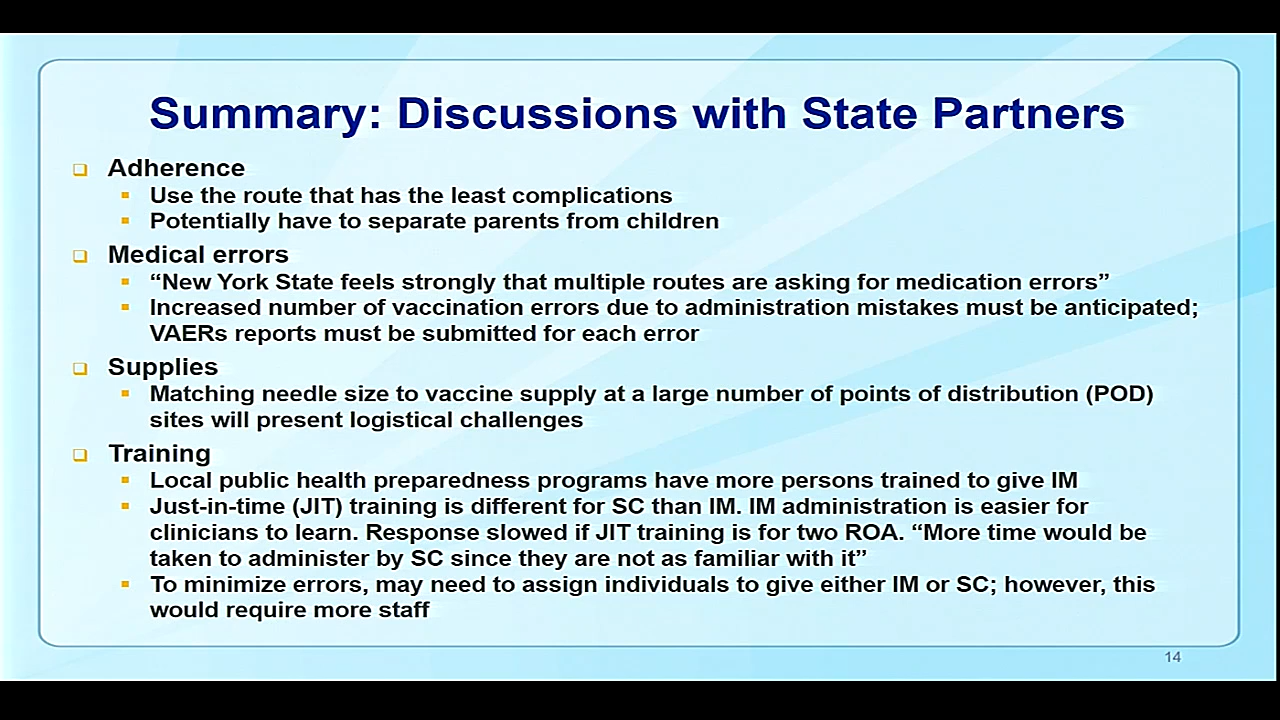 Summary: Discussions with State Partners
Adherence
Use the route that has the least complications
Potentially have to separate parents from children
Medical errors
“New York State feels strongly that multiple routes are asking for medication errors”
Increased number of vaccination errors due to administration mistakes must be anticipated;
VAERs reports must be submitted for each error
Supplies
Matching needle size to vaccine supply at a large number of points of distribution (POD)
sites will present logistical challenges
Training
Local public health preparedness programs have more persons trained to give IM
Just-in-time (JIT) training is different for SC than IM. IM administration is easier for
clinicians to learn. Response slowed if JIT training is for two ROA. “More time would be
taken to administer by SC since they are not as familiar with it”
To minimize errors, may need to assign individuals to give either IM or SC; however, this
would require more staff
14